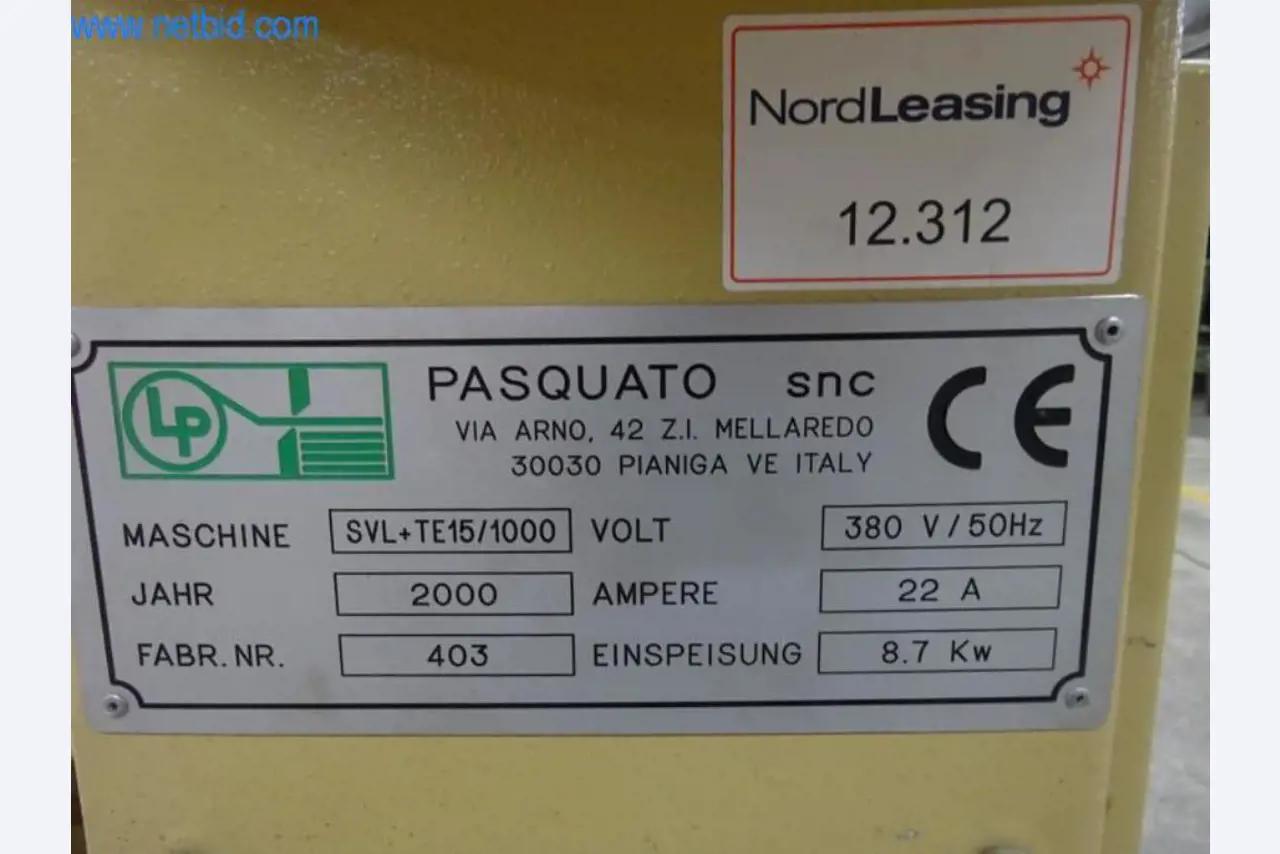 www.netbid.com
NordLeasing
12.312
LP
PASQUATO snc
VIA ARNO, 42 Z.I. MELLAREDO
30030 PIANIGA VE ITALY
CE
MASCHINE SVL+TE15/1000 VOLT 380 V/50Hz
JAHR 2000 AMPERE 22 A
FABR. NR. 403 EINSPEISUNG 8.7 Kw